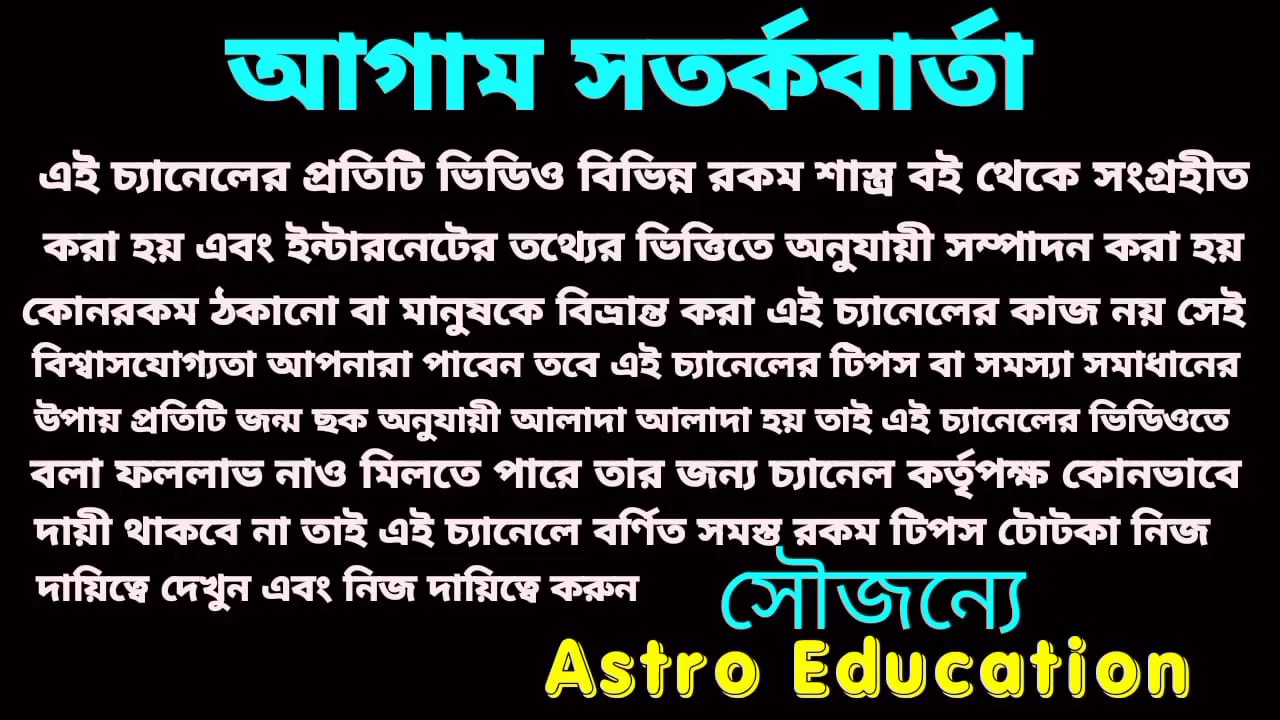 আগাম সতর্কবার্তা
এই চ্যানেলের প্রতিটি ভিডিও বিভিন্ন রকম শাস্ত্র বই থেকে সংগ্রহীত
করা হয় এবং ইন্টারনেটের তথ্যের ভিত্তিতে অনুযায়ী সম্পাদন করা হয়
কোনরকম ঠকানো বা মানুষকে বিভ্রান্ত করা এই চ্যানেলের কাজ নয় সেই
বিশ্বাসযোগ্যতা আপনারা পাবেন তবে এই চ্যানেলের টিপস বা সমস্যা সমাধানের
উপায় প্রতিটি জন্ম ছক অনুযায়ী আলাদা আলাদা হয় তাই এই চ্যানেলের ভিডিওতে
বলা ফললাভ নাও মিলতে পারে তার জন্য চ্যানেল কর্তৃপক্ষ কোনভাবে
দায়ী থাকবে না তাই এই চ্যানেলে বর্ণিত সমস্ত রকম টিপস টোটকা নিজ
দায়িত্বে দেখুন এবং নিজ দায়িত্বে করুন
সৌজন্যে
Astro Education